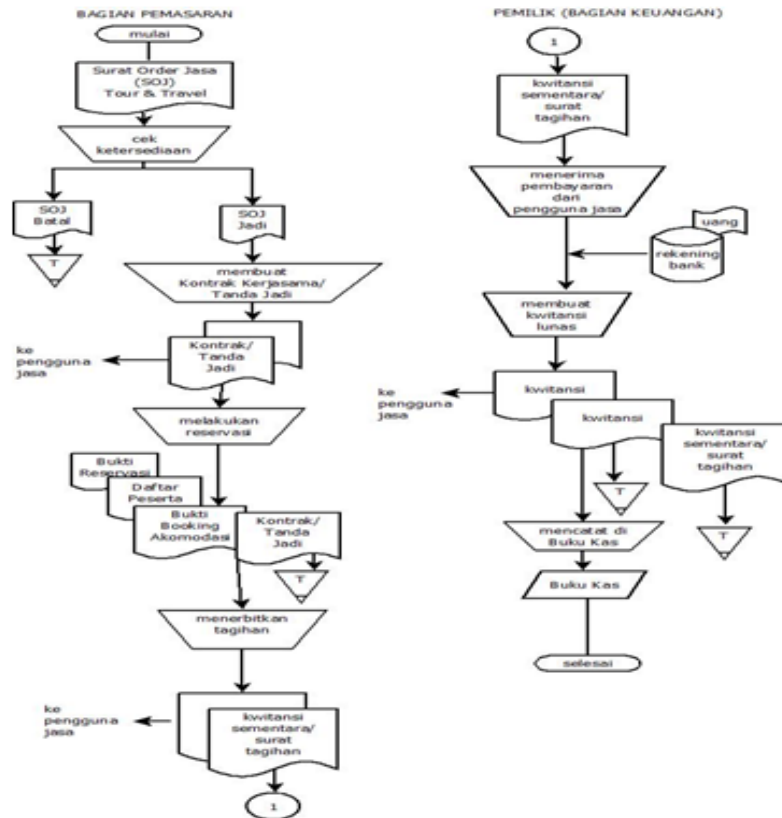 BAGIAN PEMASARAN
mulai
Surat Order Jasa
(SOJ)
Tour & Travel
cek
ketersediaan
SOJ
Batal
SOJ
Jadi
T
membuat
Kontrak Kerjasama/
Tanda Jadi
ke
pengguna
jasa
Kontrak/
Tanda
Jadi
melakukan
reservasi
Bukti
Reservasi
Daftar
Peserta
Bukti
Booking
Akomodasi
Kontrak/
Tanda
Jadi
T
menerbitkan
tagihan
ke
pengguna
jasa
kwitansi
sementara/
surat
tagihan
1
PEMILIK (BAGIAN KEUANGAN)
1
kwitansi
sementara/
surat
tagihan
menerima
pembayaran
dari
pengguna jasa
uang
rekening
bank
membuat
kwitansi
lunas
ke
pengguna
jasa
kwitansi
kwitansi
kwitansi
sementara/
surat
tagihan
T
T
mencatat di
Buku Kas
Buku Kas
selesai